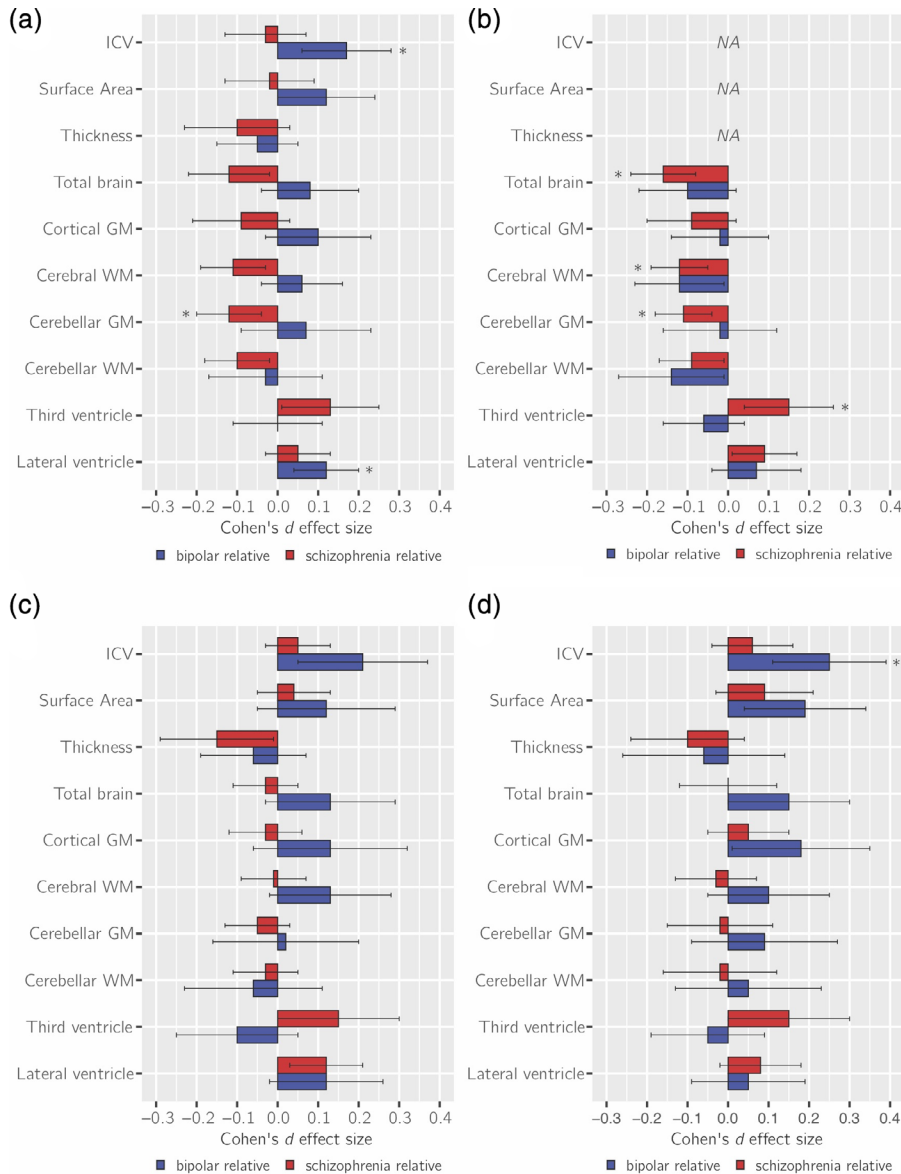 (a)
ICV
*
Surface Area
Thickness
Total brain
Cortical GM
Cerebral WM
Cerebellar GM
*
Cerebellar WM
Third ventricle
Lateral ventricle
*
−0.3 −0.2 −0.1 0.0 0.1 0.2 0.3 0.4
Cohen's d effect size
bipolar relative schizophrenia relative
(b)
ICV NA
Surface Area NA
Thickness NA
Total brain
*
Cortical GM
Cerebral WM
*
Cerebellar GM
*
Cerebellar WM
Third ventricle
*
Lateral ventricle
−0.3 −0.2 −0.1 0.0 0.1 0.2 0.3 0.4
Cohen's d effect size
bipolar relative schizophrenia relative
(c)
ICV
Surface Area
Thickness
Total brain
Cortical GM
Cerebral WM
Cerebellar GM
Cerebellar WM
Third ventricle
Lateral ventricle
−0.3 −0.2 −0.1 0.0 0.1 0.2 0.3 0.4
Cohen's d effect size
bipolar relative schizophrenia relative
(d)
ICV
*
Surface Area
Thickness
Total brain
Cortical GM
Cerebral WM
Cerebellar GM
Cerebellar WM
Third ventricle
Lateral ventricle
−0.3 −0.2 −0.1 0.0 0.1 0.2 0.3 0.4
Cohen's d effect size
bipolar relative schizophrenia relative